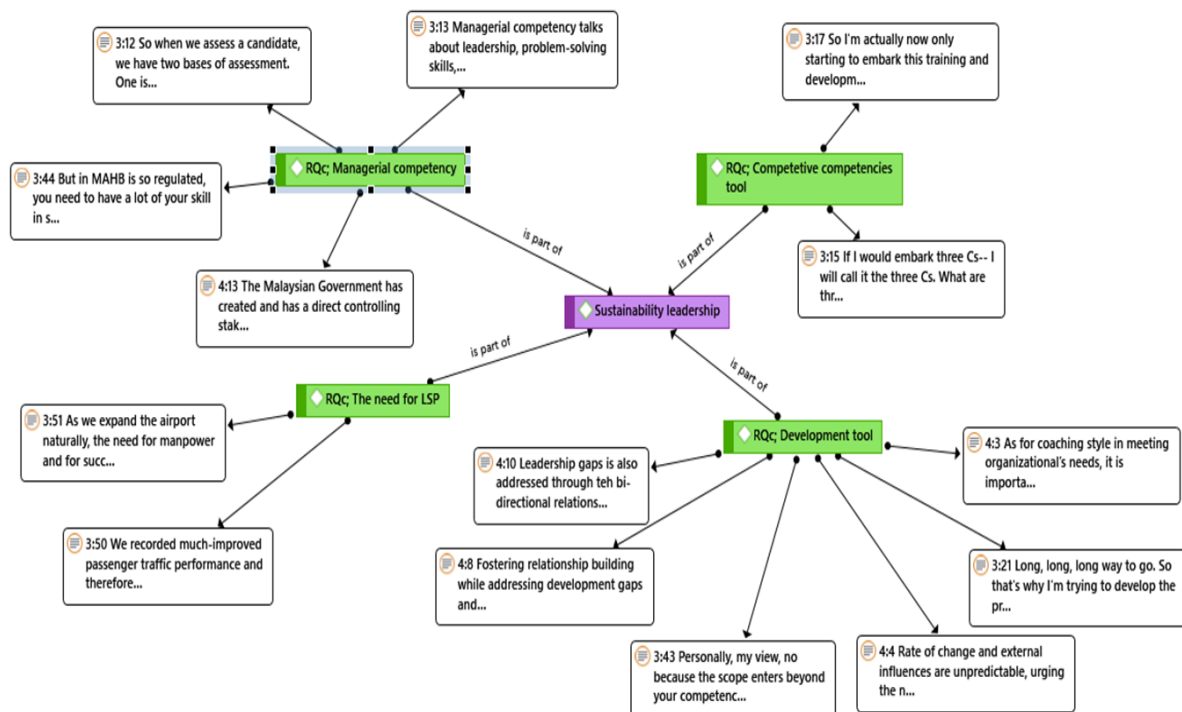 3:12 So when we assess a candidate,
we have two bases of assessment.
One is...
3:13 Managerial competency talks
about leadership, problem-solving
skills,...
3:17 So I'm actually now only
starting to embark this training and
developm...
RQc; Managerial competency
RQc; Competetive competencies
tool
3:44 But in MAHB is so regulated,
you need to have a lot of your skill
in s...
is part of
is part of
3:15 If I would embark three Cs-- I
will call it the three Cs. What are
thr...
4:13 The Malaysian Government has
created and has a direct controlling
stak...
Sustainability leadership
is part of
is part of
RQc; The need for LSP
3:51 As we expand the airport
naturally, the need for manpower
and for succ...
RQc; Development tool
4:3 As for coaching style in meeting
organizational's needs, it is
importa...
4:10 Leadership gaps is also
addressed through teh bi-
directional relations...
3:50 We recorded much-improved
passenger traffic performance and
therefore...
4:8 Fostering relationship building
while addressing development gaps
and...
3:21 Long, long, long way to go. So
that's why I'm trying to develop the
pr...
3:43 Personally, my view, no
because the scope enters beyond
your competenc...
4:4 Rate of change and external
influences are unpredictable, urging
the n...